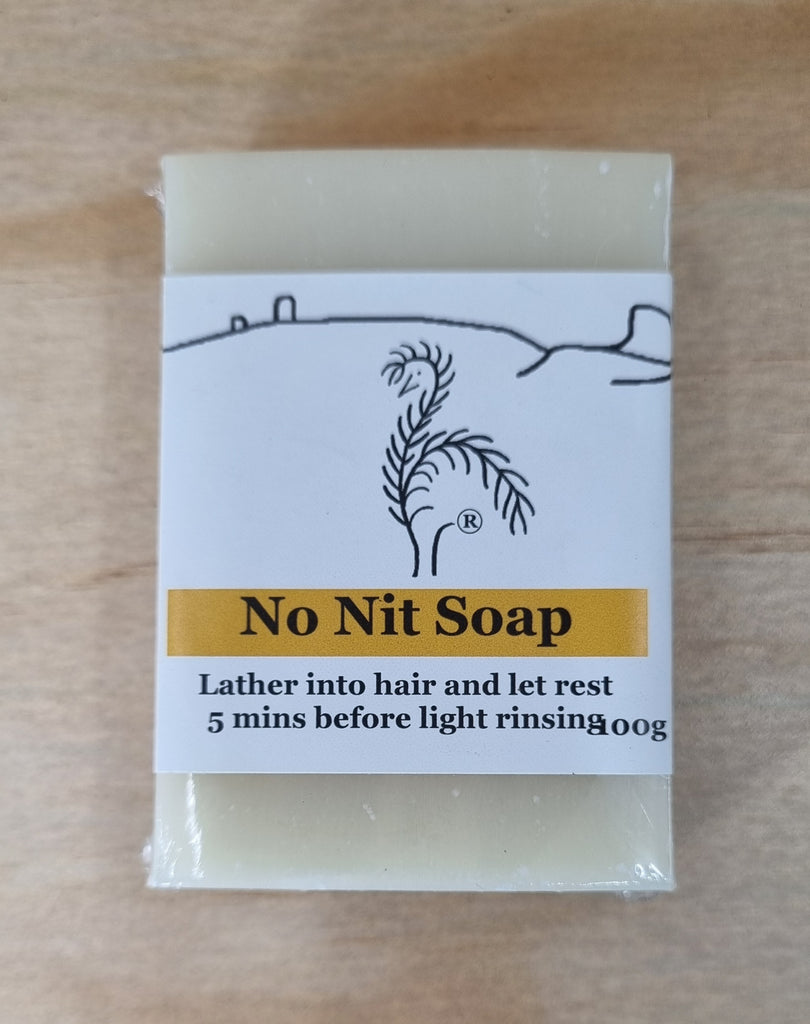 ®
No Nit Soap
Lather into hair and let rest
5 mins before light rinsing
100g